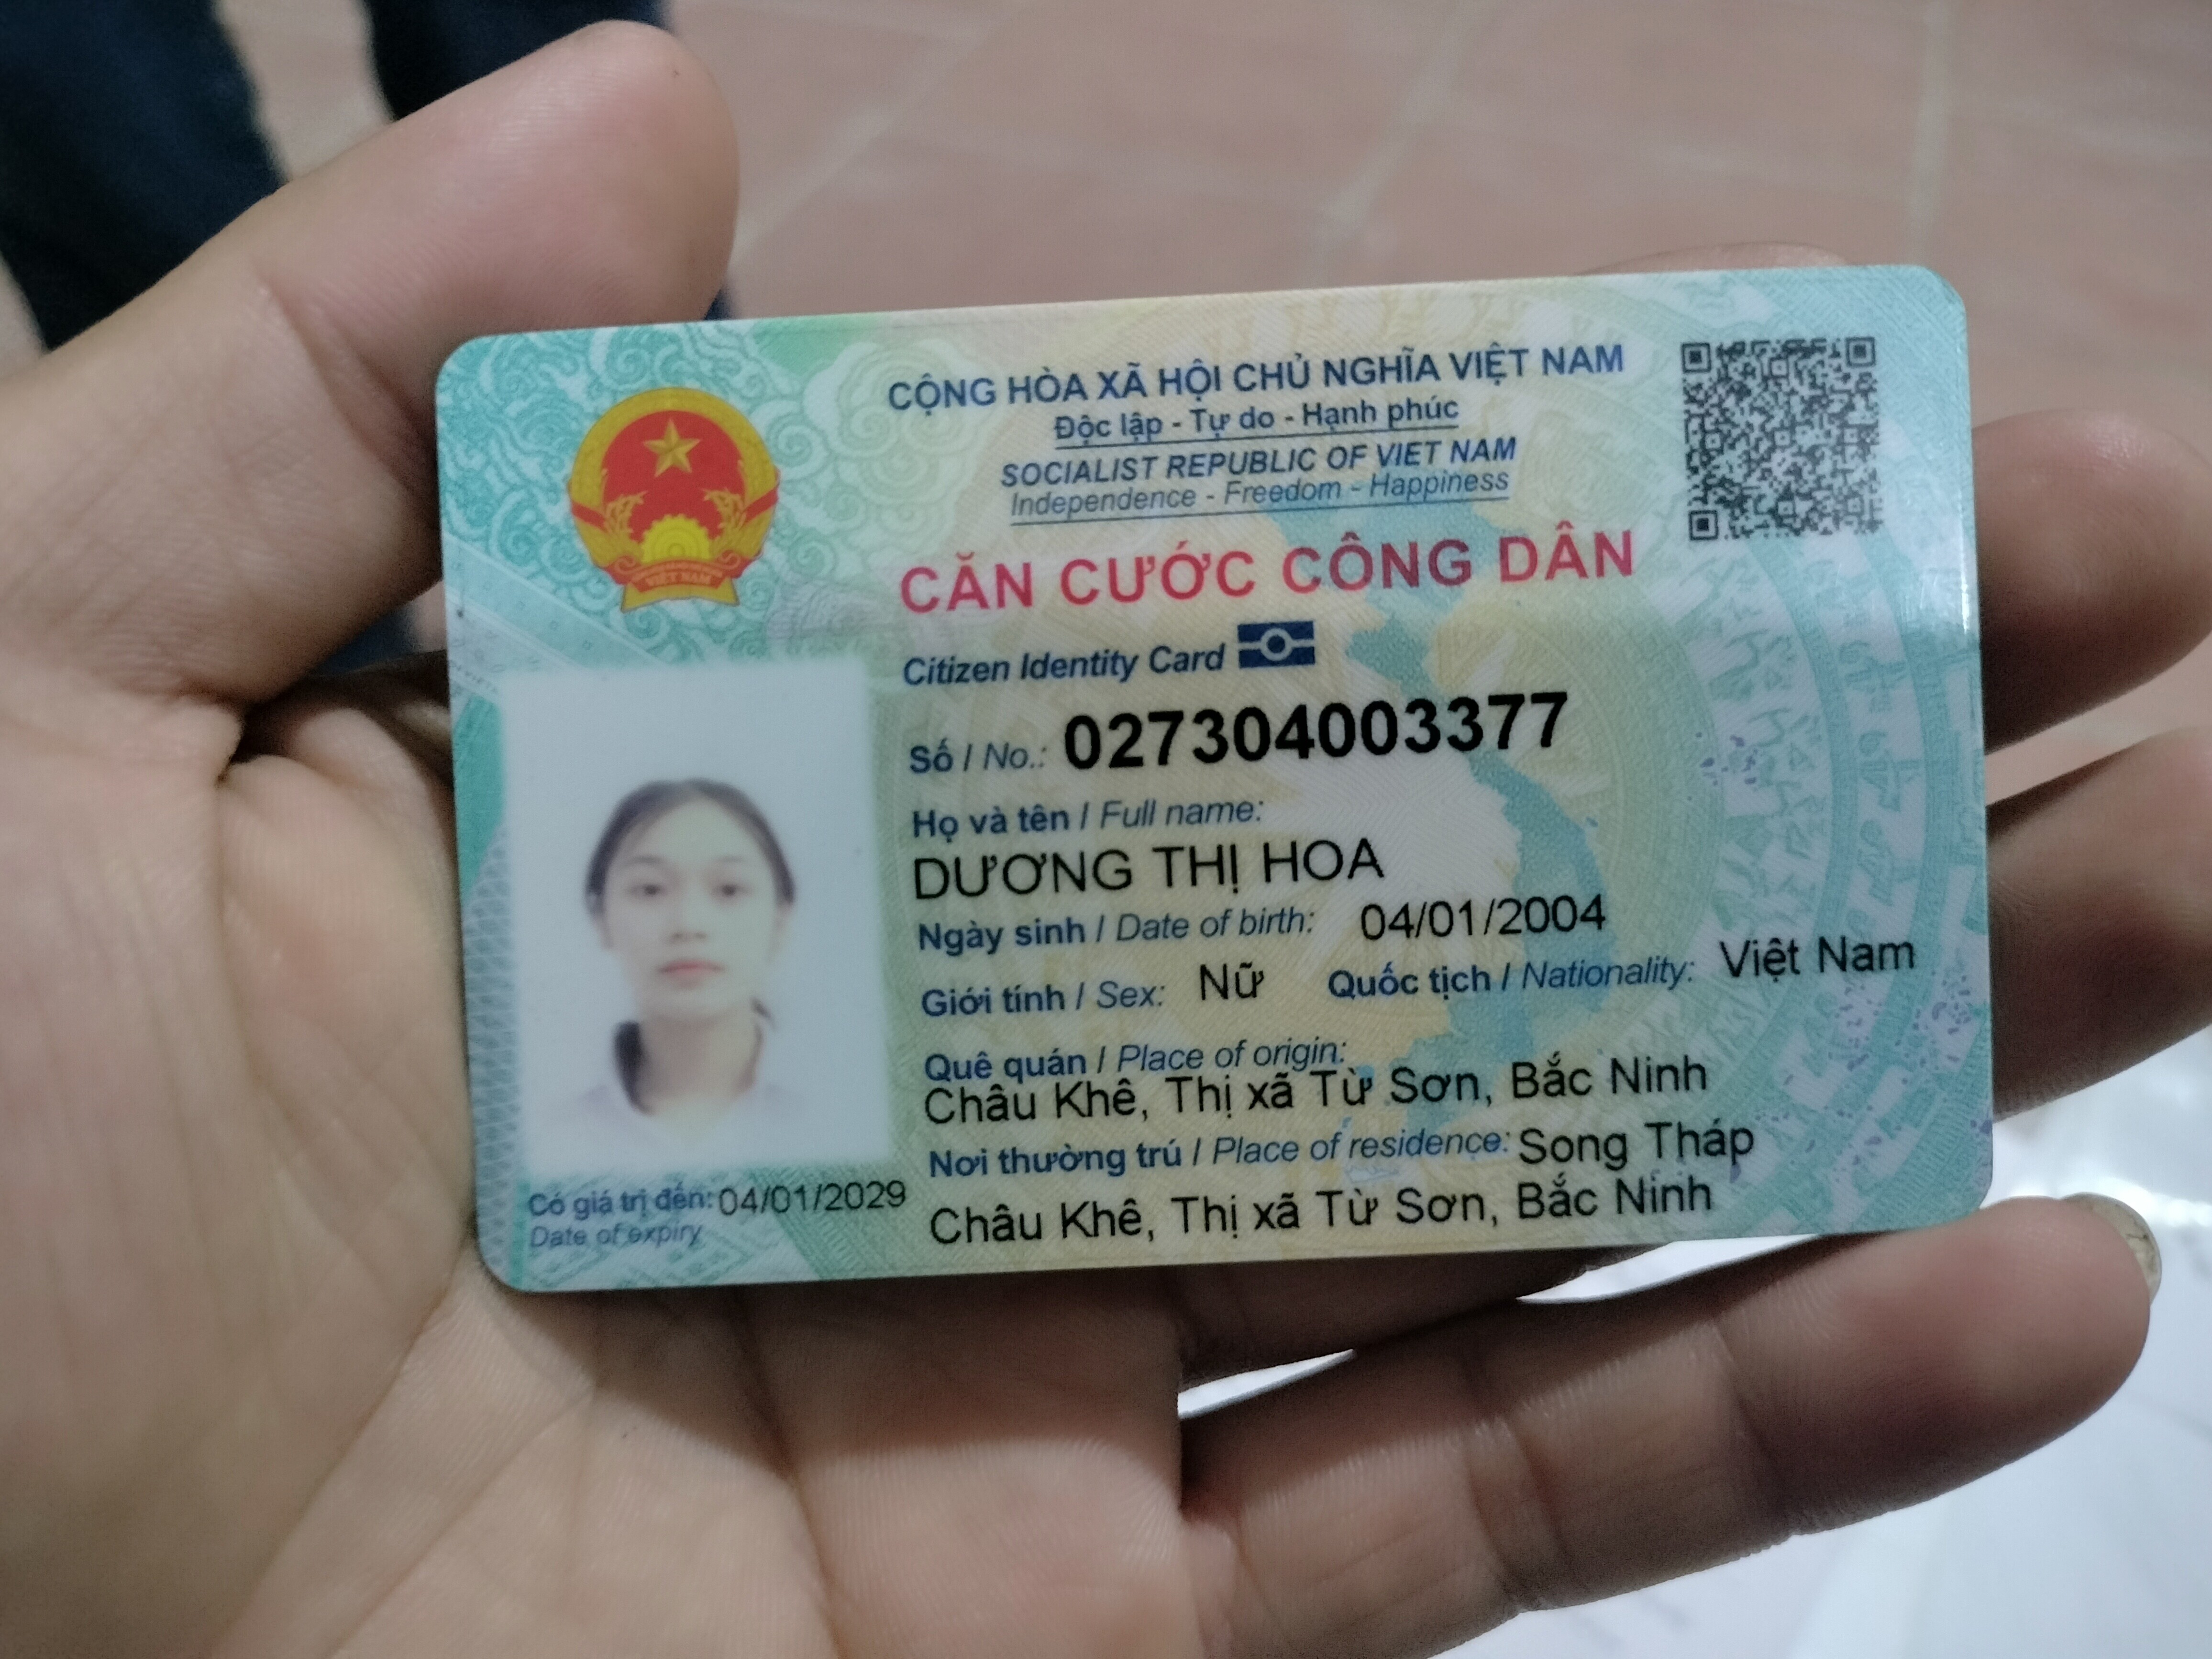 CỘNG HÒA XÃ HỘI CHỦ NGHĨA VIỆT NAM
Độc lập - Tự do - Hạnh phúc
SOCIALIST REPUBLIC OF VIET NAM
Independence - Freedom - Happiness
CĂN CƯỚC CÔNG DÂN
Citizen Identity Card
Số / No.: 027304003377
Họ và tên / Full name:
DƯƠNG THỊ HOA
Ngày sinh / Date of birth: 04/01/2004
Giới tính / Sex: Nữ Quốc tịch / Nationality: Việt Nam
Quê quán / Place of origin:
Châu Khê, Thị xã Từ Sơn, Bắc Ninh
Nơi thường trú / Place of residence: Song Tháp
Châu Khê, Thị xã Từ Sơn, Bắc Ninh
Có giá trị đến: 04/01/2029
Date of expiry
VIỆT NAM